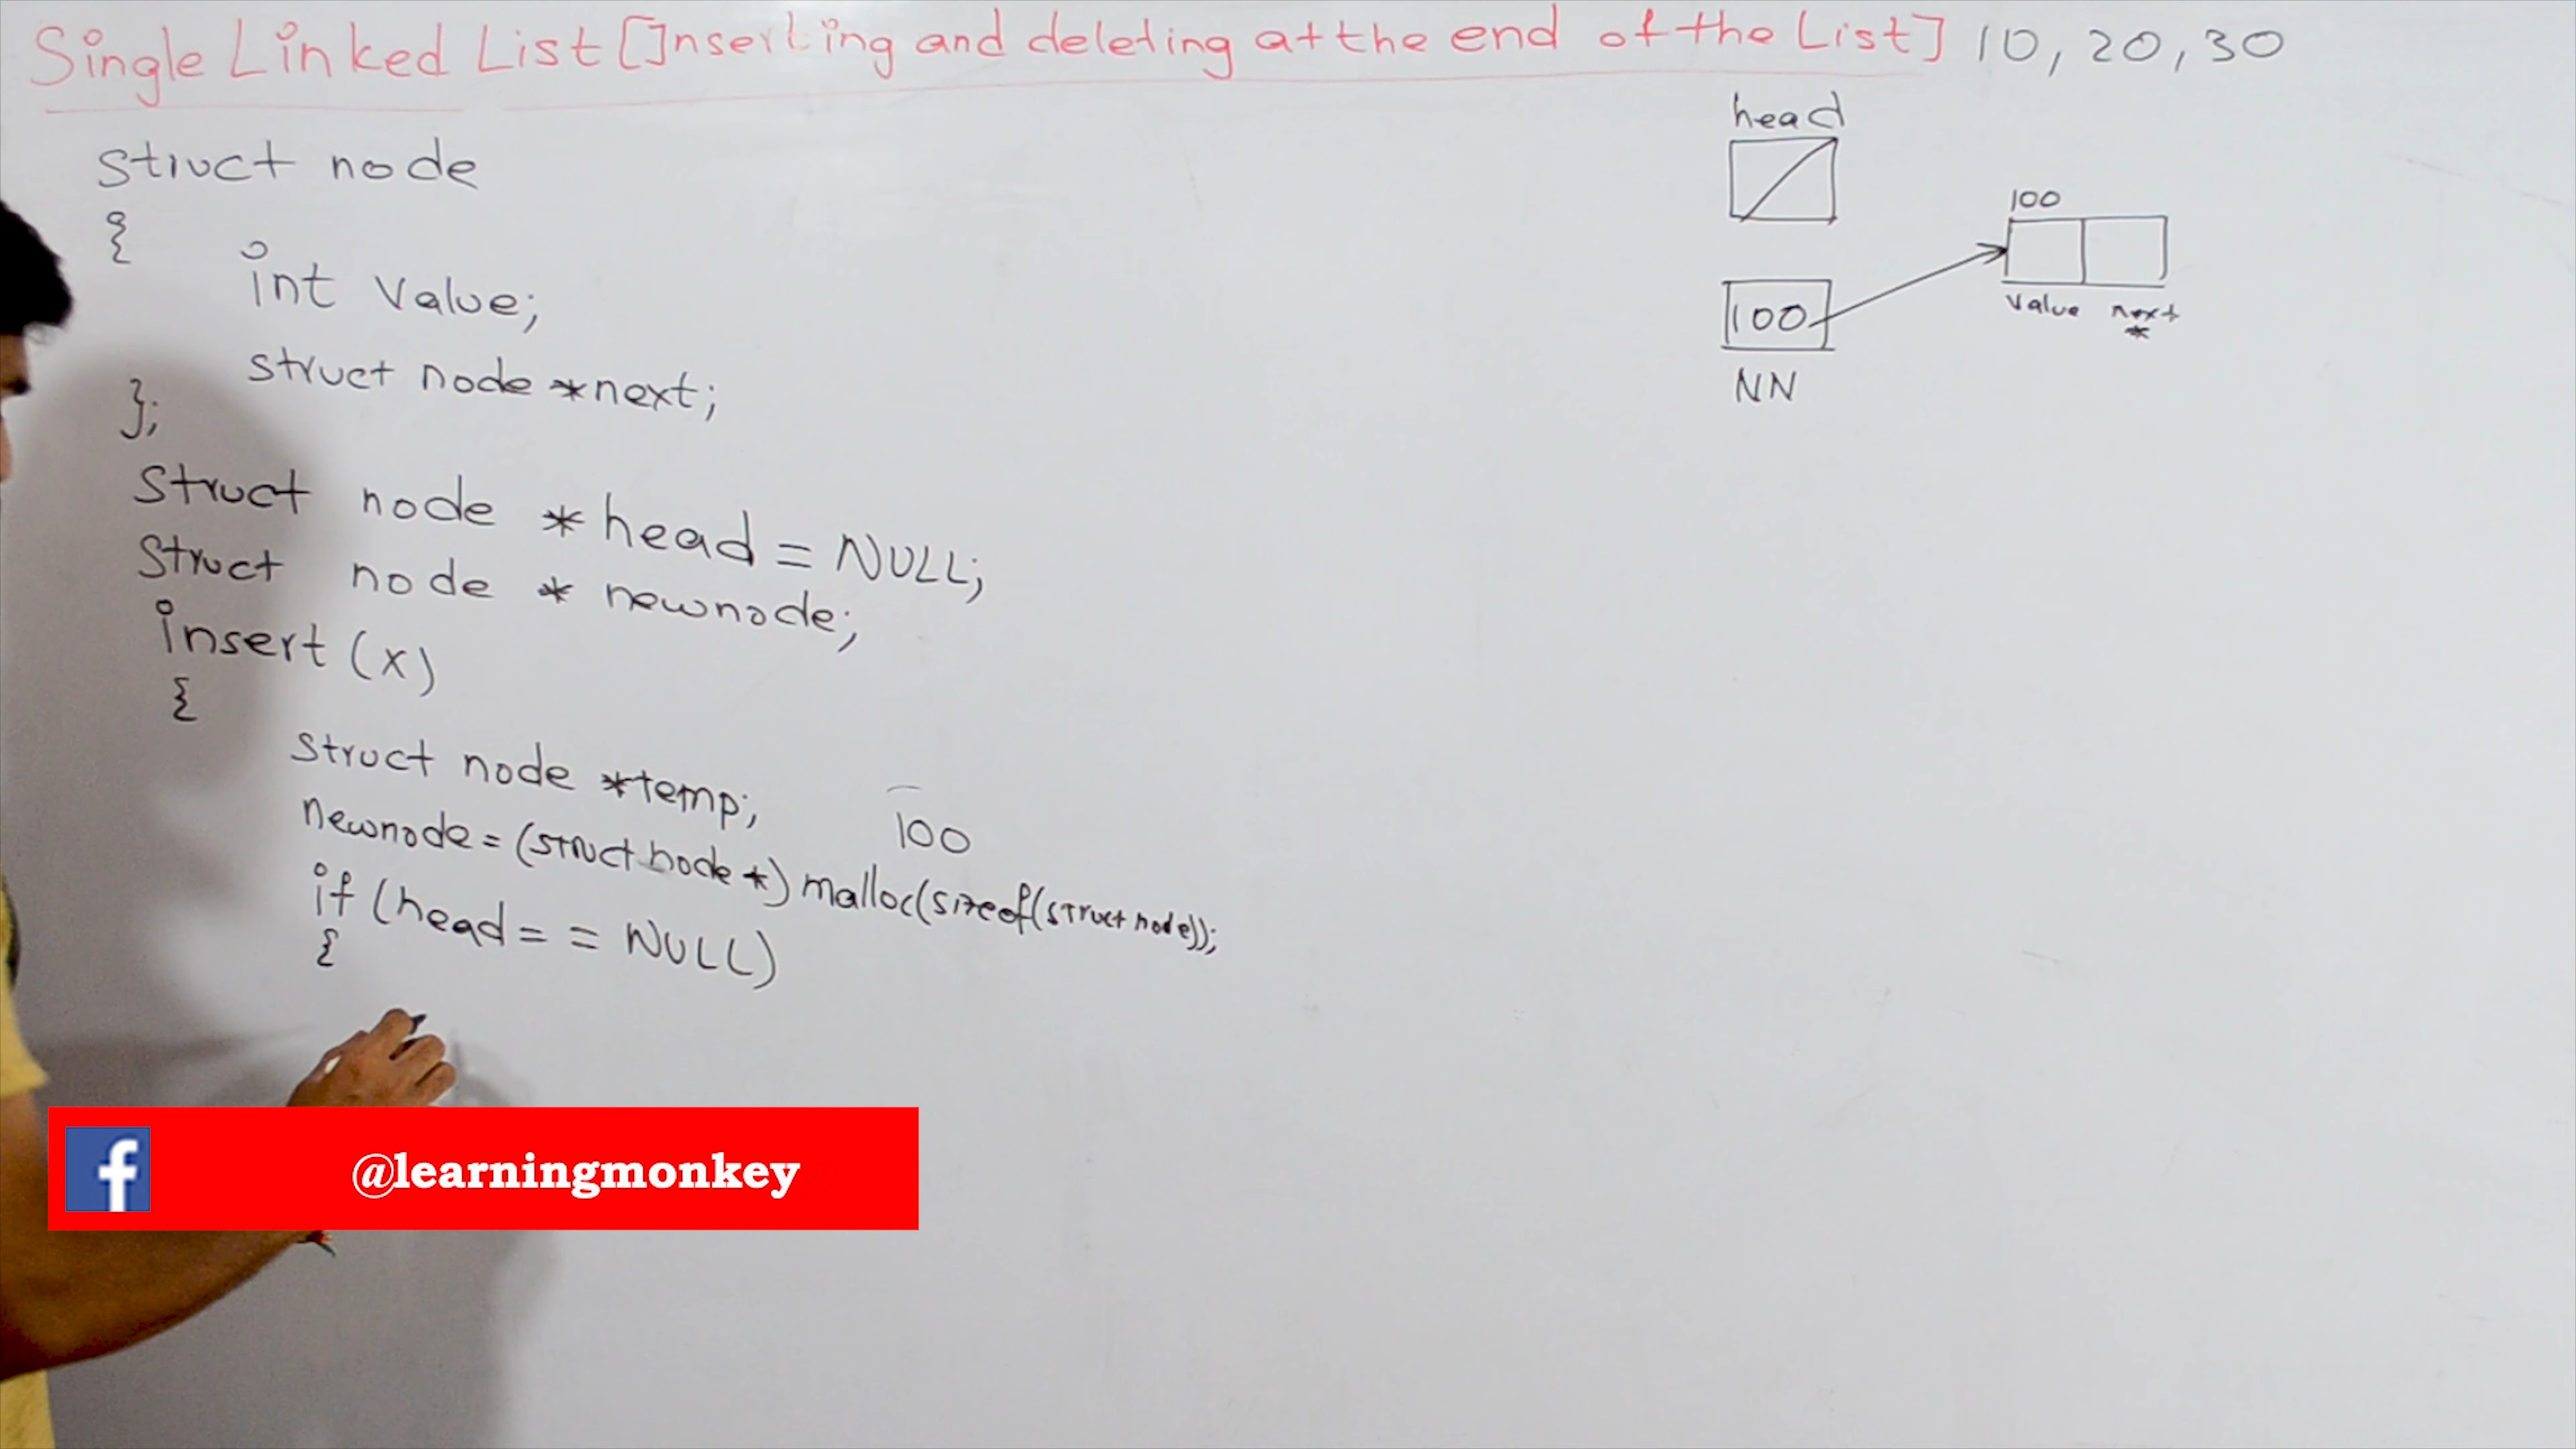 Single Linked List [Inserting and deleting at the end of the List] 10, 20, 30
struct node
{
int value;
struct node *next;
};
struct node *head = NULL;
struct node * newnode;
insert (x)
{
struct node *temp;
100
newnode = (struct node *) malloc(sizeof(struct node));
if (head == NULL)
{
head
100
value next
*
100
NN
@learningmonkey